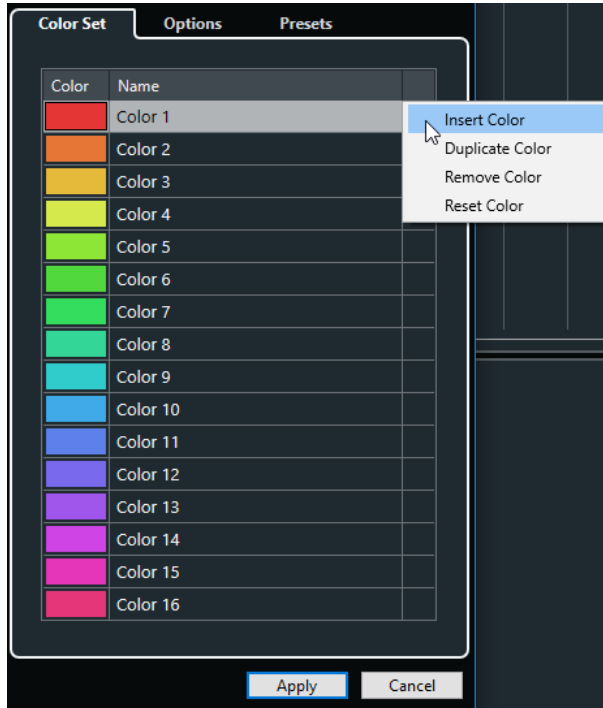 Color Set Options Presets
Color Name
Color 1
Insert Color
Color 2
Duplicate Color
Color 3
Remove Color
Color 4
Reset Color
Color 5
Color 6
Color 7
Color 8
Color 9
Color 10
Color 11
Color 12
Color 13
Color 14
Color 15
Color 16
Apply Cancel